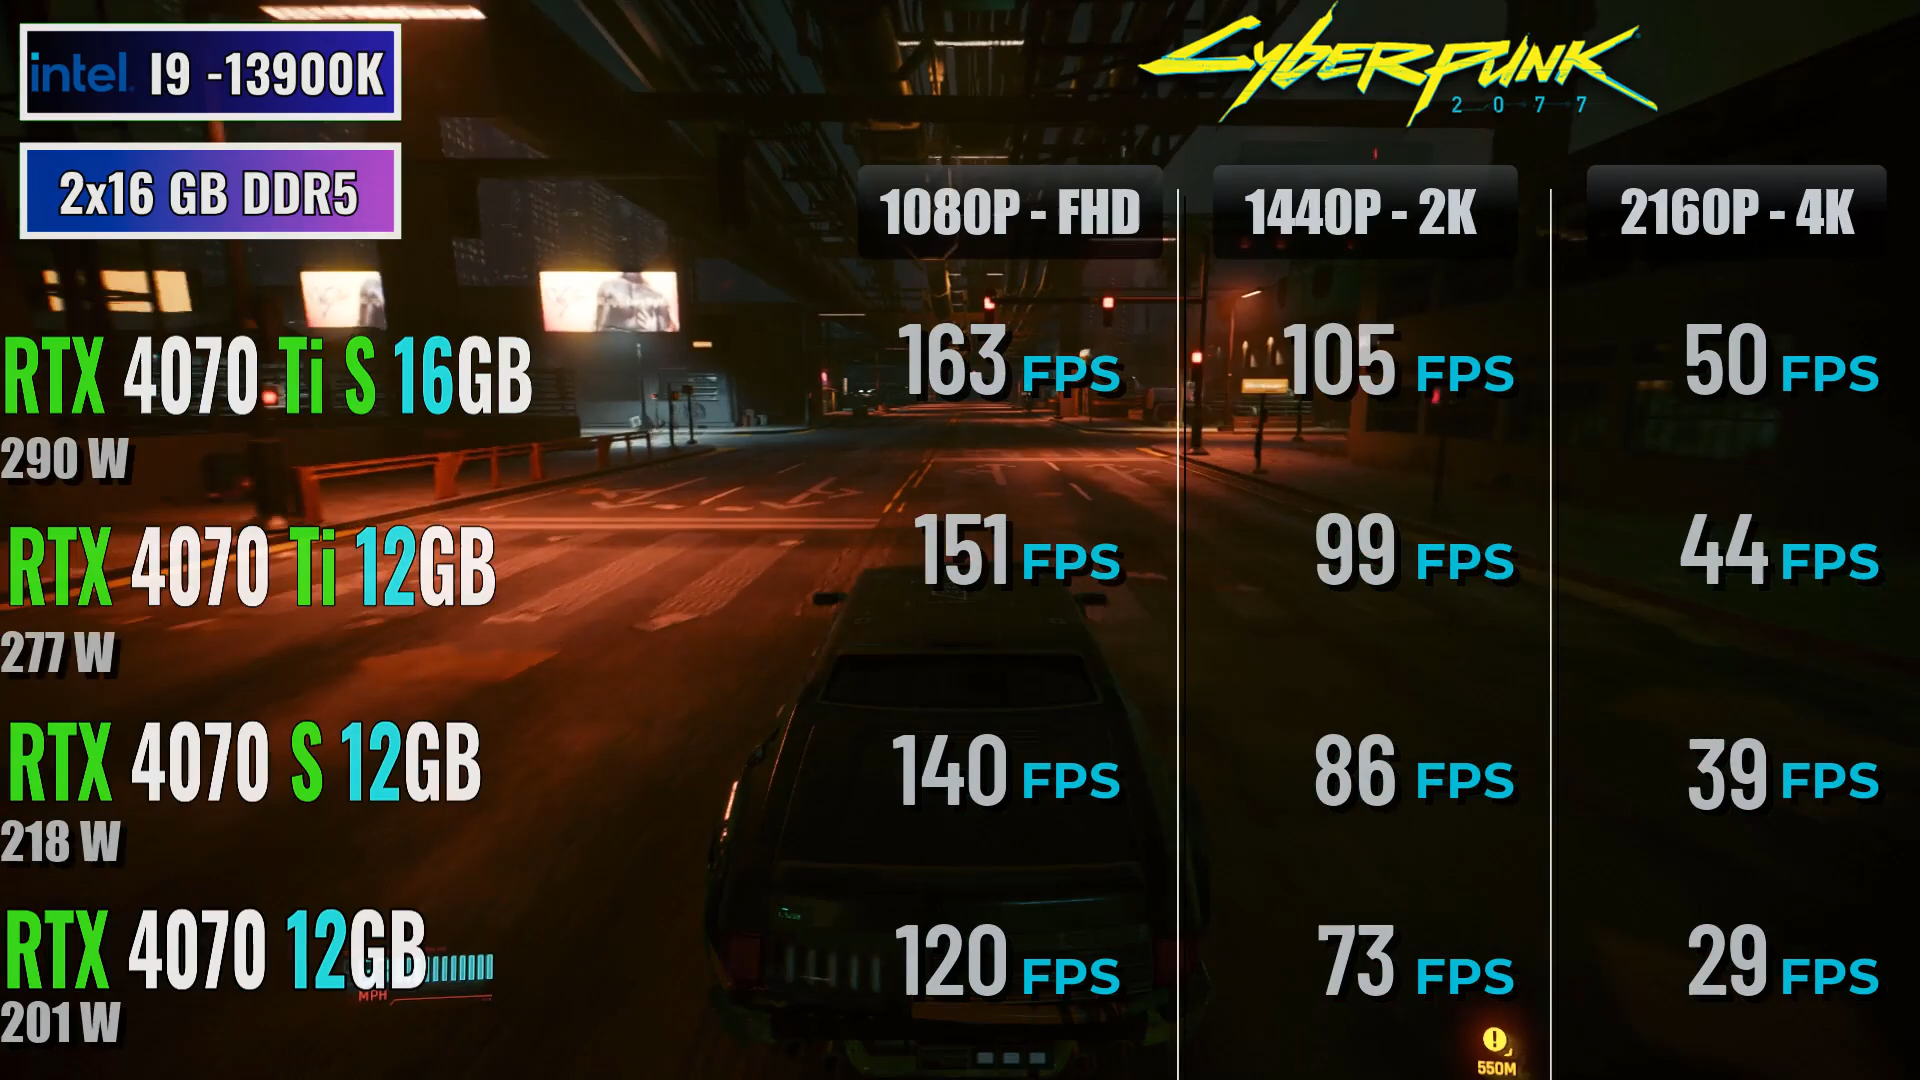 intel. I9 -13900K
CYBERPUNK
2077
2x16 GB DDR5
1080P - FHD
1440P - 2K
2160P - 4K
RTX 4070 Ti S 16GB
163 FPS
105 FPS
50 FPS
290 W
RTX 4070 Ti 12GB
151 FPS
99 FPS
44 FPS
277 W
RTX 4070 S 12GB
140 FPS
86 FPS
39 FPS
218 W
RTX 4070 12GB
120 FPS
73 FPS
29 FPS
MPH
201 W
550M